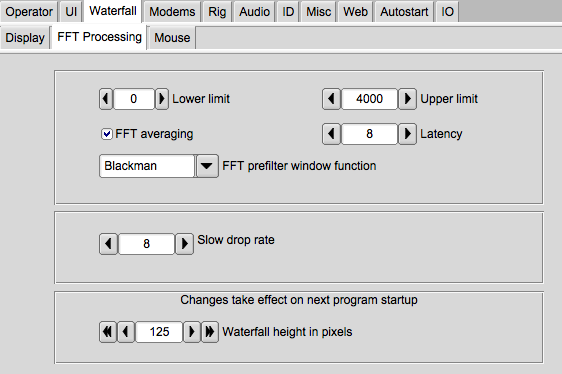 Operator UI Waterfall Modems Rig Audio ID Misc Web Autostart IO
Display FFT Processing Mouse
0 Lower limit 4000 Upper limit
FFT averaging 8 Latency
Blackman FFT prefilter window function
8 Slow drop rate
Changes take effect on next program startup
125 Waterfall height in pixels